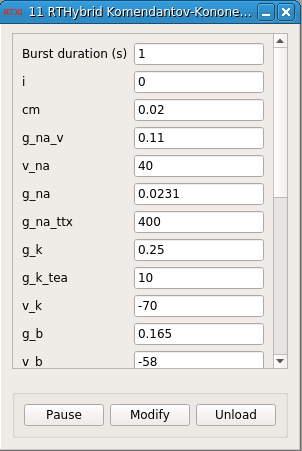 11 RTHybrid Komendantov-Konone...
Burst duration (s) 1
i 0
cm 0.02
g_na_v 0.11
v_na 40
g_na 0.0231
g_na_ttx 400
g_k 0.25
g_k_tea 10
v_k -70
g_b 0.165
v_b -58
Pause Modify Unload